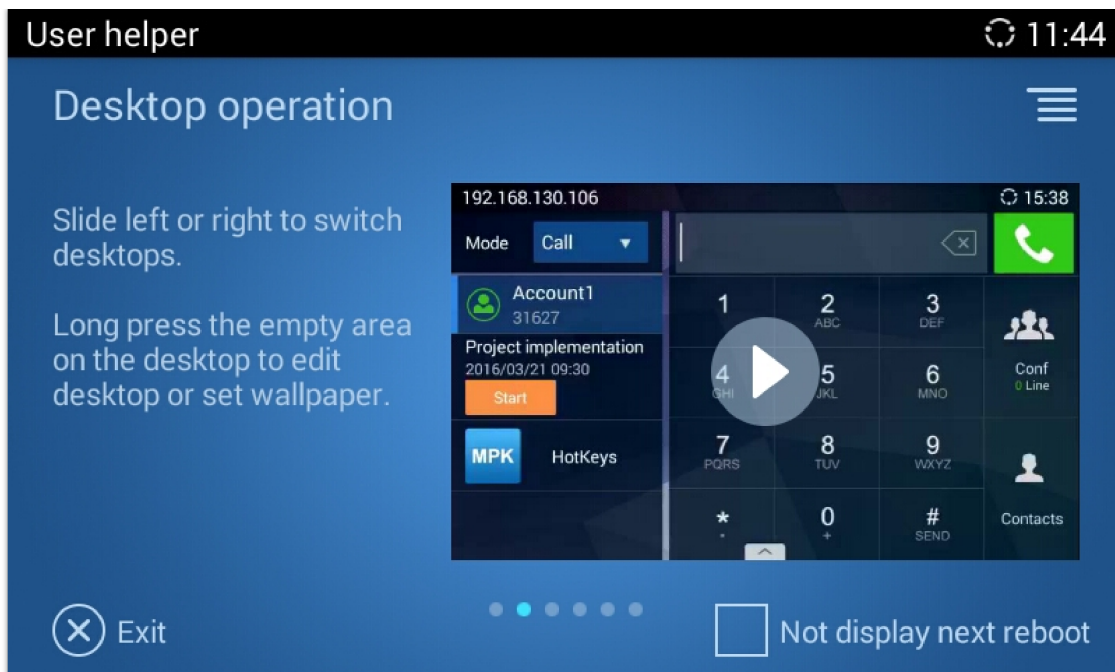 User helper
11:44
Desktop operation
Slide left or right to switch
desktops.
Long press the empty area
on the desktop to edit
desktop or set wallpaper.
192.168.130.106
15:38
Mode Call
Account1
31627
Project implementation
2016/03/21 09:30
Start
MPK HotKeys
1 2 3
ABC DEF
4 5 6
GHI JKL MNO
7 8 9
PQRS TUV WXYZ
* 0 #
+ SEND
Conf
0 Line
Contacts
Exit
Not display next reboot